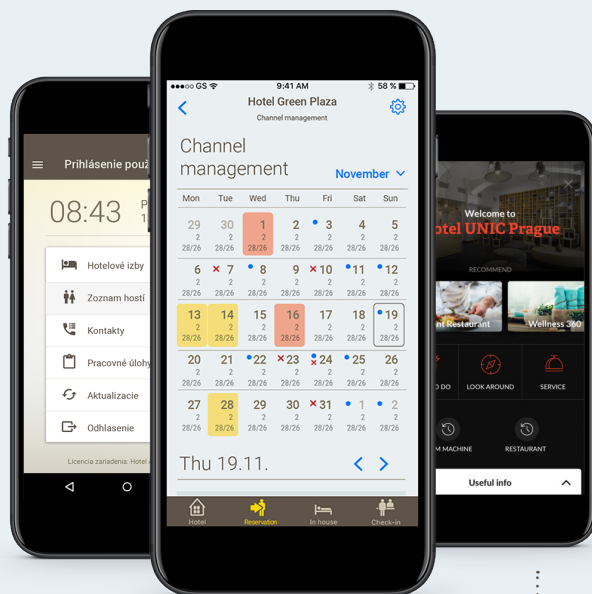 Prihlásenie použ
08:43
Hotelové izby
Zoznam hostí
Kontakty
Pracovné úlohy
Aktualizacie
Odhlasenie
Licencia zariadenia: Hotel
GS 9:41 AM 58 %
Hotel Green Plaza
Channel management
Channel
management
November
Mon Tue Wed Thu Fri Sat Sun
29 30 1 2 3 4 5
2 2 2 2 2 2 2
28/26 28/26 28/26 28/26 28/26 28/26 28/26
6 × 7 8 9 × 10 11 12
2 2 2 2 2 2 2
28/26 28/26 28/26 28/26 28/26 28/26 28/26
13 14 15 16 17 18 19
2 2 2 2 2 2 2
28/26 28/26 28/26 28/26 28/26 28/26 28/26
20 21 22 × 23 × 24 25 26
28/26 28/26 28/26 28/26 28/26 28/26 28/26
27 28 29 30 × 31 1 2
2 2 2 2 2 2 2
28/26 28/26 28/26 28/26 28/26 28/26 28/26
Thu 19.11.
Hotel Reservation In house Check-in
Welcome to
otel UNIC Prague
RECOMMEND
nt Restaurant Wellness 360
O DO LOOK AROUND SERVICE
M MACHINE RESTAURANT
Useful info